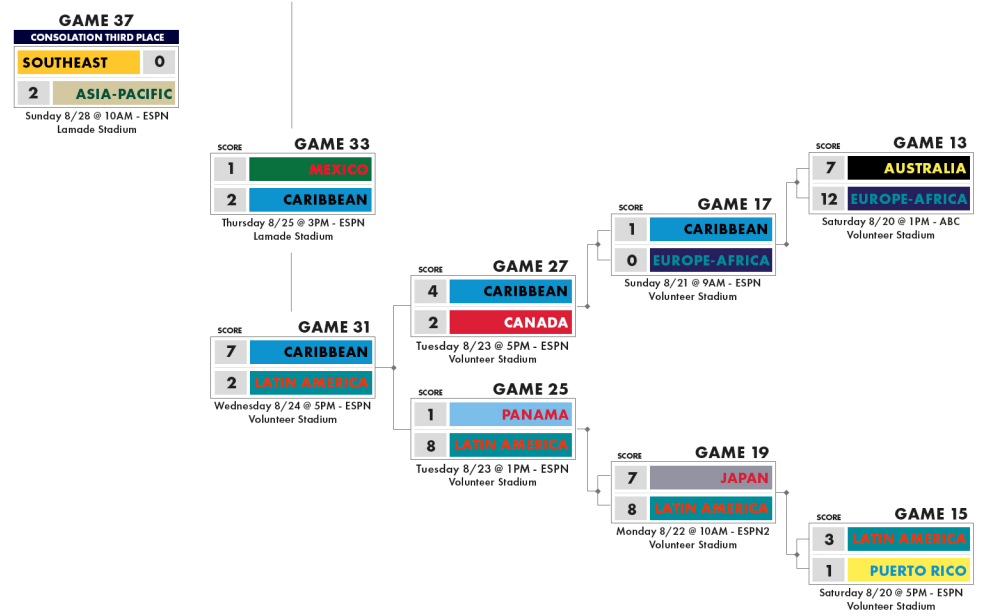 GAME 37
CONSOLATION THIRD PLACE
SOUTHEAST 0
2 ASIA-PACIFIC
Sunday 8/28 @ 10AM - ESPN
Lamade Stadium
SCORE GAME 33
1 MEXICO
2 CARIBBEAN
Thursday 8/25 @ 3PM - ESPN
Lamade Stadium
SCORE GAME 31
7 CARIBBEAN
2 LATIN AMERICA
Wednesday 8/24 @ 5PM - ESPN
Volunteer Stadium
SCORE GAME 27
4 CARIBBEAN
2 CANADA
Tuesday 8/23 @ 5PM - ESPN
Volunteer Stadium
GAME 25
1 PANAMA
8 LATIN AMERICA
Tuesday 8/23 @ 1PM - ESPN
Volunteer Stadium
SCORE GAME 17
1 CARIBBEAN
0 EUROPE-AFRICA
Sunday 8/21 @ 9AM - ESPN
Volunteer Stadium
SCORE GAME 19
7 JAPAN
8 LATIN AMERICA
Monday 8/22 @ 10AM - ESPN2
Volunteer Stadium
SCORE GAME 13
7 AUSTRALIA
12 EUROPE-AFRICA
Saturday 8/20 @ 1PM - ABC
Volunteer Stadium
SCORE GAME 15
3 LATIN AMERICA
1 PUERTO RICO
Saturday 8/20 @ 5PM - ESPN
Volunteer Stadium